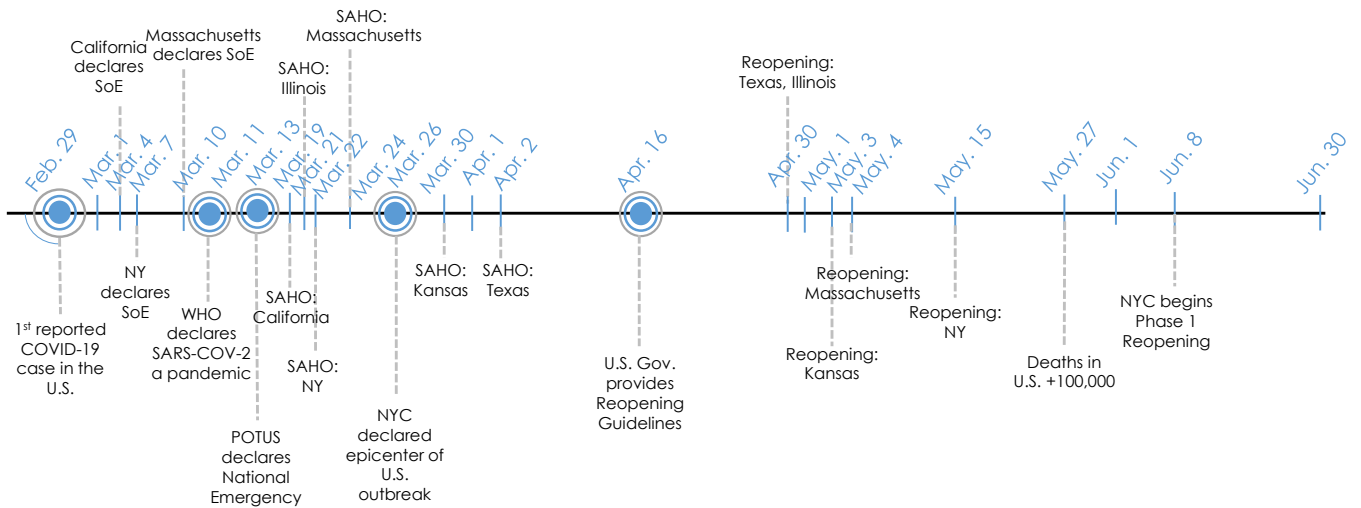 SAHO:
Massachusetts
Massachusetts
declares SoE
California
declares
SoE
SAHO:
Illinois
Reopening:
Texas, Illinois
Feb. 29
Mar. 1
Mar. 4
Mar. 7
Mar. 10
Mar. 11
Mar. 13
Mar. 19
Mar. 21
Mar. 22
Mar. 24
Mar. 26
Mar. 30
Apr. 1
Apr. 2
Apr. 16
Apr. 30
May. 1
May. 3
May. 4
May. 15
May. 27
Jun. 1
Jun. 8
Jun. 30
1st reported
COVID-19
case in the
U.S.
NY
declares
SoE
WHO
declares
SARS-COV-2
a pandemic
POTUS
declares
National
Emergency
SAHO:
California
SAHO:
NY
NYC
declared
epicenter of
U.S.
outbreak
SAHO:
Kansas
SAHO:
Texas
U.S. Gov.
provides
Reopening
Guidelines
Reopening:
Massachusetts
Reopening:
Kansas
Reopening:
NY
Deaths in
U.S. +100,000
NYC begins
Phase 1
Reopening